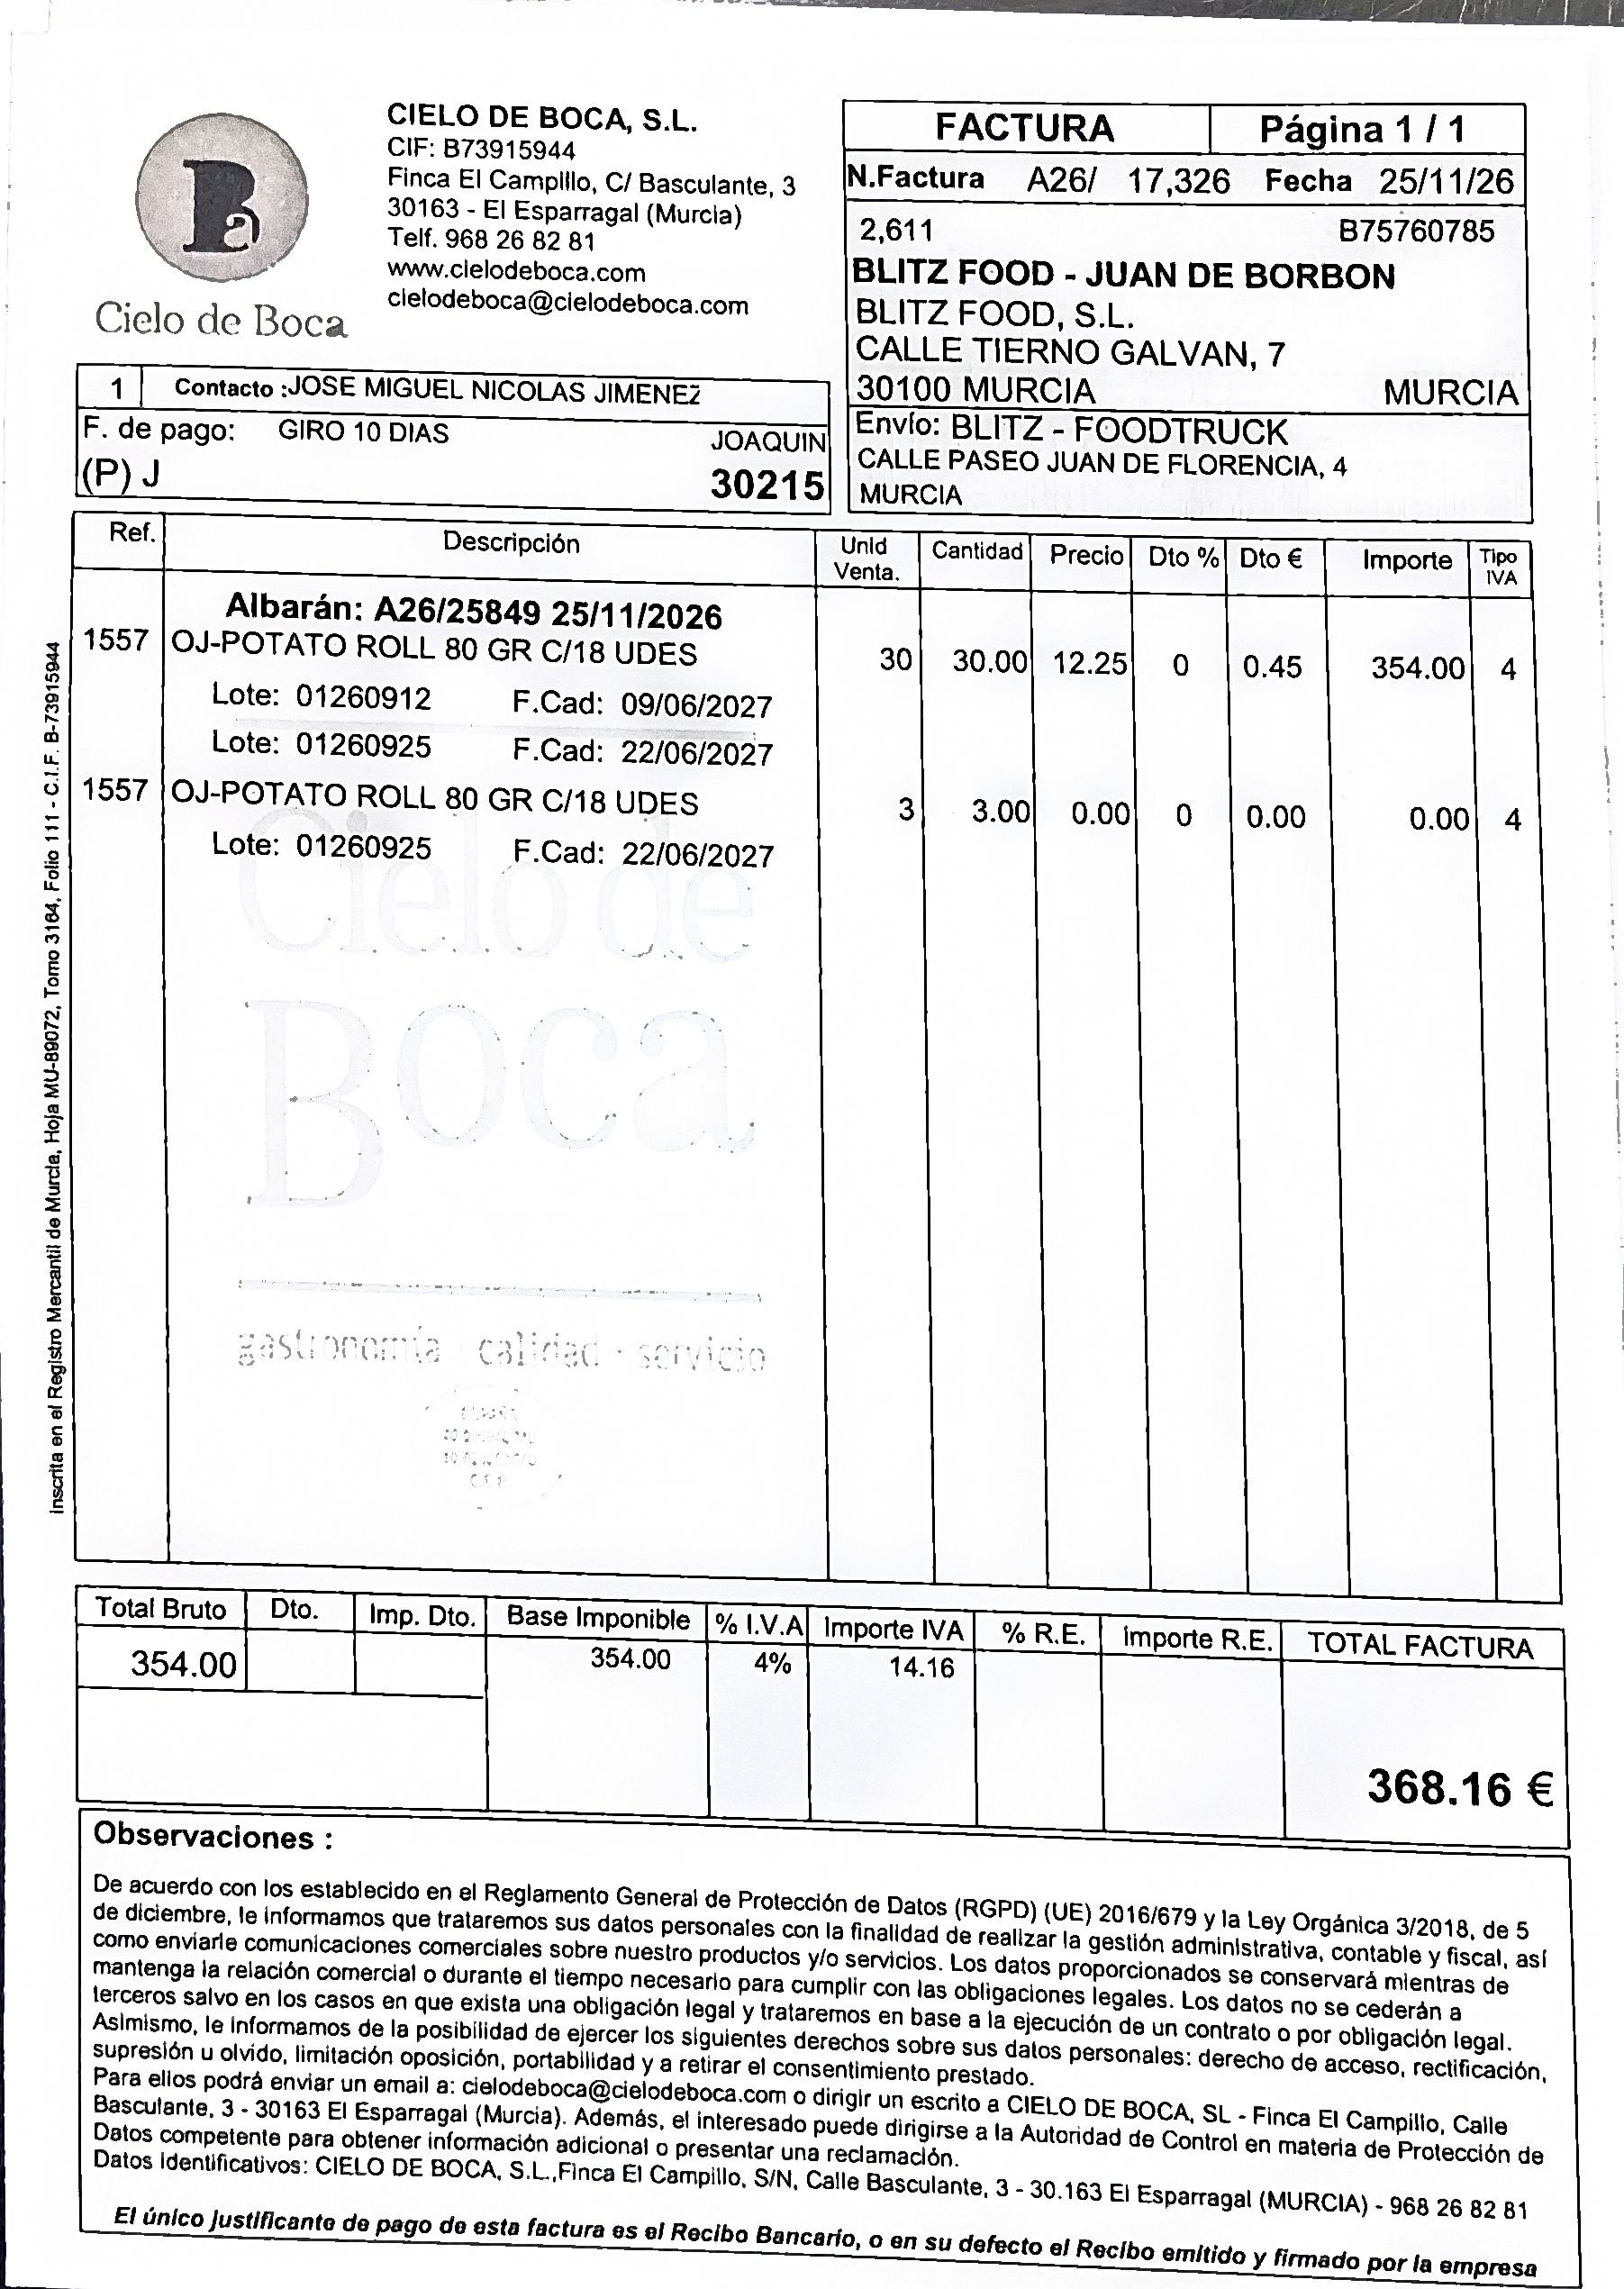 Ba
Cielo de Boca
CIELO DE BOCA, S.L.
CIF: B73915944
Finca El Campillo, C/ Basculante, 3
30163 - El Esparragal (Murcia)
Telf. 968 26 82 81
www.cielodeboca.com
cielodeboca@cielodeboca.com
FACTURA Página 1 / 1
N.Factura A26/ 17,326 Fecha 25/11/26
2,611 B75760785
BLITZ FOOD - JUAN DE BORBON
BLITZ FOOD, S.L.
CALLE TIERNO GALVAN, 7
30100 MURCIA MURCIA
Envío: BLITZ - FOODTRUCK
CALLE PASEO JUAN DE FLORENCIA, 4
MURCIA
1 Contacto :JOSE MIGUEL NICOLAS JIMENEZ
F. de pago: GIRO 10 DIAS JOAQUIN
(P) J 30215
Ref. Descripción Unid Venta. Cantidad Precio Dto % Dto € Importe Tipo IVA
Albarán: A26/25849 25/11/2026
1557 OJ-POTATO ROLL 80 GR C/18 UDES 30 30.00 12.25 0 0.45 354.00 4
Lote: 01260912 F.Cad: 09/06/2027
Lote: 01260925 F.Cad: 22/06/2027
1557 OJ-POTATO ROLL 80 GR C/18 UDES 3 3.00 0.00 0 0.00 0.00 4
Lote: 01260925 F.Cad: 22/06/2027
Cielo de
Boca
gastronomía · calidad · servicio
Inscrita en el Registro Mercantil de Murcia, Hoja MU-89072, Tomo 3164, Folio 111 - C.I.F. B-73915944
Total Bruto Dto. Imp. Dto. Base Imponible % I.V.A Importe IVA % R.E. Importe R.E. TOTAL FACTURA
354.00 354.00 4% 14.16
368.16 €
Observaciones :
De acuerdo con los establecido en el Reglamento General de Protección de Datos (RGPD) (UE) 2016/679 y la Ley Orgánica 3/2018, de 5
de diciembre, le informamos que trataremos sus datos personales con la finalidad de realizar la gestión administrativa, contable y fiscal, así
como enviarle comunicaciones comerciales sobre nuestro productos y/o servicios. Los datos proporcionados se conservará mientras de
mantenga la relación comercial o durante el tiempo necesario para cumplir con las obligaciones legales. Los datos no se cederán a
terceros salvo en los casos en que exista una obligación legal y trataremos en base a la ejecución de un contrato o por obligación legal.
Asimismo, le informamos de la posibilidad de ejercer los siguientes derechos sobre sus datos personales: derecho de acceso, rectificación,
supresión u olvido, limitación oposición, portabilidad y a retirar el consentimiento prestado.
Para ellos podrá enviar un email a: cielodeboca@cielodeboca.com o dirigir un escrito a CIELO DE BOCA, SL - Finca El Campillo, Calle
Basculante, 3 - 30163 El Esparragal (Murcia). Además, el interesado puede dirigirse a la Autoridad de Control en materia de Protección de
Datos competente para obtener información adicional o presentar una reclamación.
Datos Identificativos: CIELO DE BOCA, S.L.,Finca El Campillo, S/N, Calle Basculante, 3 - 30.163 El Esparragal (MURCIA) - 968 26 82 81
El único justificante de pago de esta factura es el Recibo Bancario, o en su defecto el Recibo emitido y firmado por la empresa